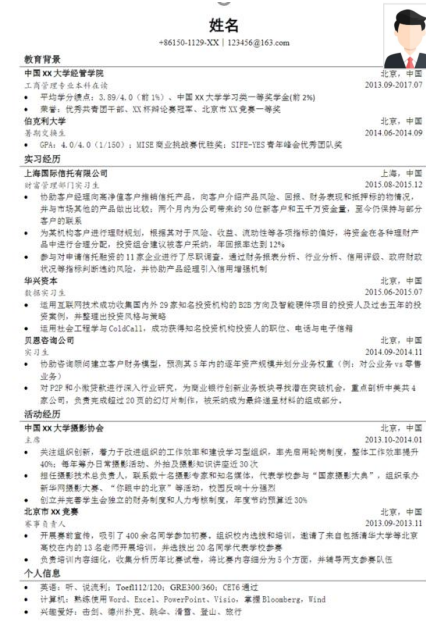 姓名
+86150-1129-XX | 123456@163.com
教育背景
中国XX大学经管学院 北京，中国
工商管理专业本科在读 2013.09-2017.07
• 平均学分绩点：3.89/4.0（前1%）、中国XX大学学习类一等奖学金(前2%)
• 荣誉：优秀共青团干部、XX杯辩论赛冠军、北京市XX竞赛一等奖
伯克利大学 北京，中国
暑期交换生 2014.06-2014.09
• GPA：4.0/4.0（1/150）；MISE商业挑战赛优胜奖；SIFE-YES青年峰会优秀团队奖
实习经历
上海国际信托有限公司 上海，中国
财富管理部门实习生 2015.08-2015.12
• 协助客户经理向高净值客户推销信托产品，向客户介绍产品风险、回报、财务表现和抵押标的物情况，
并与市场其他的产品做出比较；两个月内为公司带来约50位新客户和五千万资金量，至今仍保持与部分
客户的联系
• 为某机构客户进行理财规划，根据其对于风险、收益、流动性等各项指标的偏好，将资金在各种理财产
品中进行合理分配，投资组合建议被客户采纳，年回报率达到12%
• 参与对申请信托融资的11家企业进行了尽职调查，通过财务报表分析、行业分析、信用评级、政府财政
状况等指标判断违约风险，并协助产品经理引入信用增强机制
华兴资本 北京，中国
数据实习生 2015.06-2015.07
• 运用互联网技术成功收集国内外29家知名投资机构的B2B方向及智能硬件项目的投资人及过去五年的投
资案例，并整理出投资风格与策略
• 运用社会工程学与ColdCall，成功获得知名投资机构投资人的职位、电话与电子信箱
贝恩咨询公司 北京，中国
实习生 2014.09-2014.11
• 协助咨询顾问建立客户财务模型，预测其5年内的逐年资产规模并划分业务权重（例：对公业务vs零售
业务）
• 对P2P和小微贷款进行深入行业研究，为商业银行创新业务板块寻找潜在突破机会，重点剖析中美共4
家公司，负责完成超过20页的幻灯片制作，被采纳为最终递呈材料的组成部分。
活动经历
中国XX大学摄影协会 北京，中国
主席 2013.10-2014.01
• 关注组织创新，着力于改进组织的工作效率和建设学习型组织，率先启用轮岗制度，整体工作效率提升
40%；每年筹办日常摄影活动、外拍及摄影知识讲座近30次
• 担任摄影技术总负责人，联系数十名摄影专家和知名媒体，代表学校参与“国家摄影大典”，组织承办
新华网摄影大赛、“你眼中的北京”等活动，校园反响十分强烈
• 创立并完善学生会独立的财务制度和人力考核制度，年度节约预算近30%
北京市XX竞赛 北京，中国
赛事负责人 2013.09-2013.11
• 开展赛前宣传，吸引了400余名同学参加初赛，组织校内选拔和培训，邀请了来自包括清华大学等北京
高校在内的13名老师开展培训，并选拔出20名同学代表学校参赛
• 负责培训内容细化，收集分析历年比赛试卷，将比赛内容细分为5个方面，并辅导两支参赛队伍
个人信息
• 英语：听、说流利；Toefl112/120；GRE300/360；CET6通过
• 计算机：熟练使用Word、Excel、PowerPoint、Visio，掌握Bloomberg，Wind
• 兴趣爱好：击剑、德州扑克、跳伞、滑雪、登山、旅行